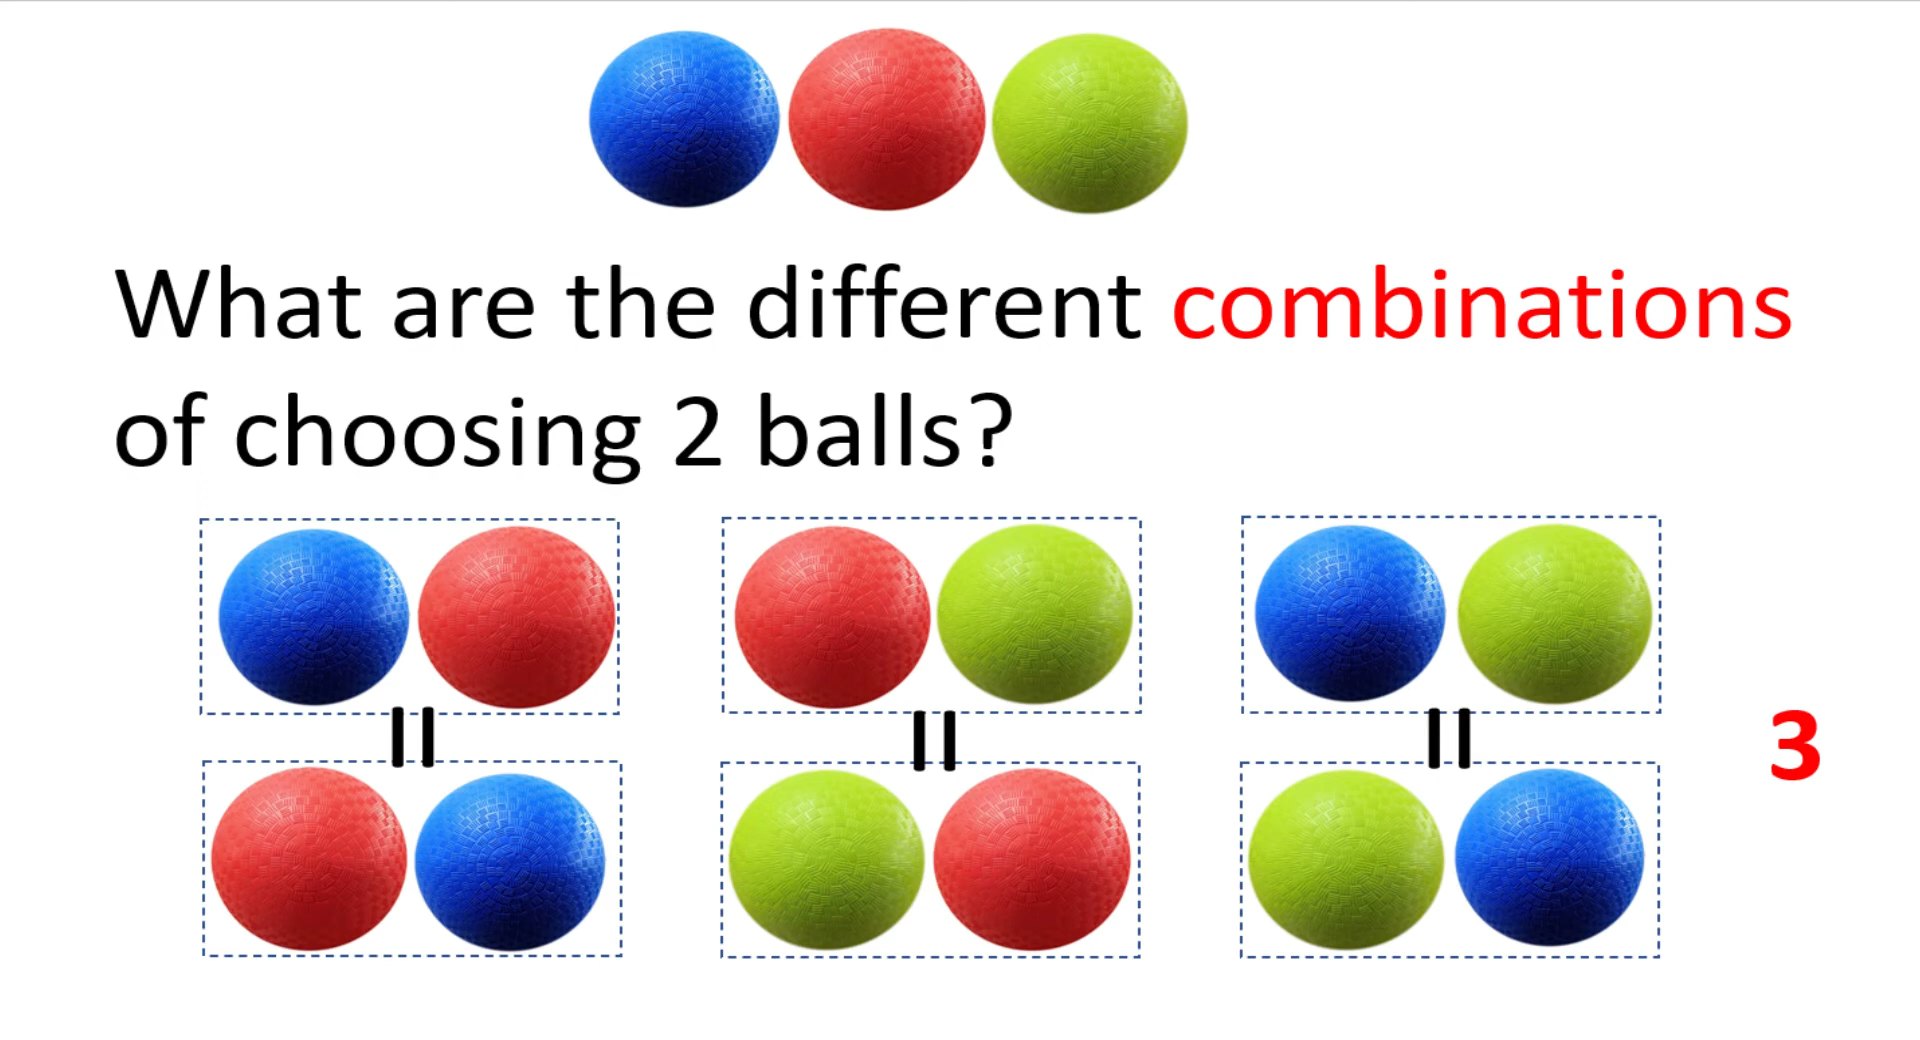 What are the different combinations
of choosing 2 balls?
= = =
3